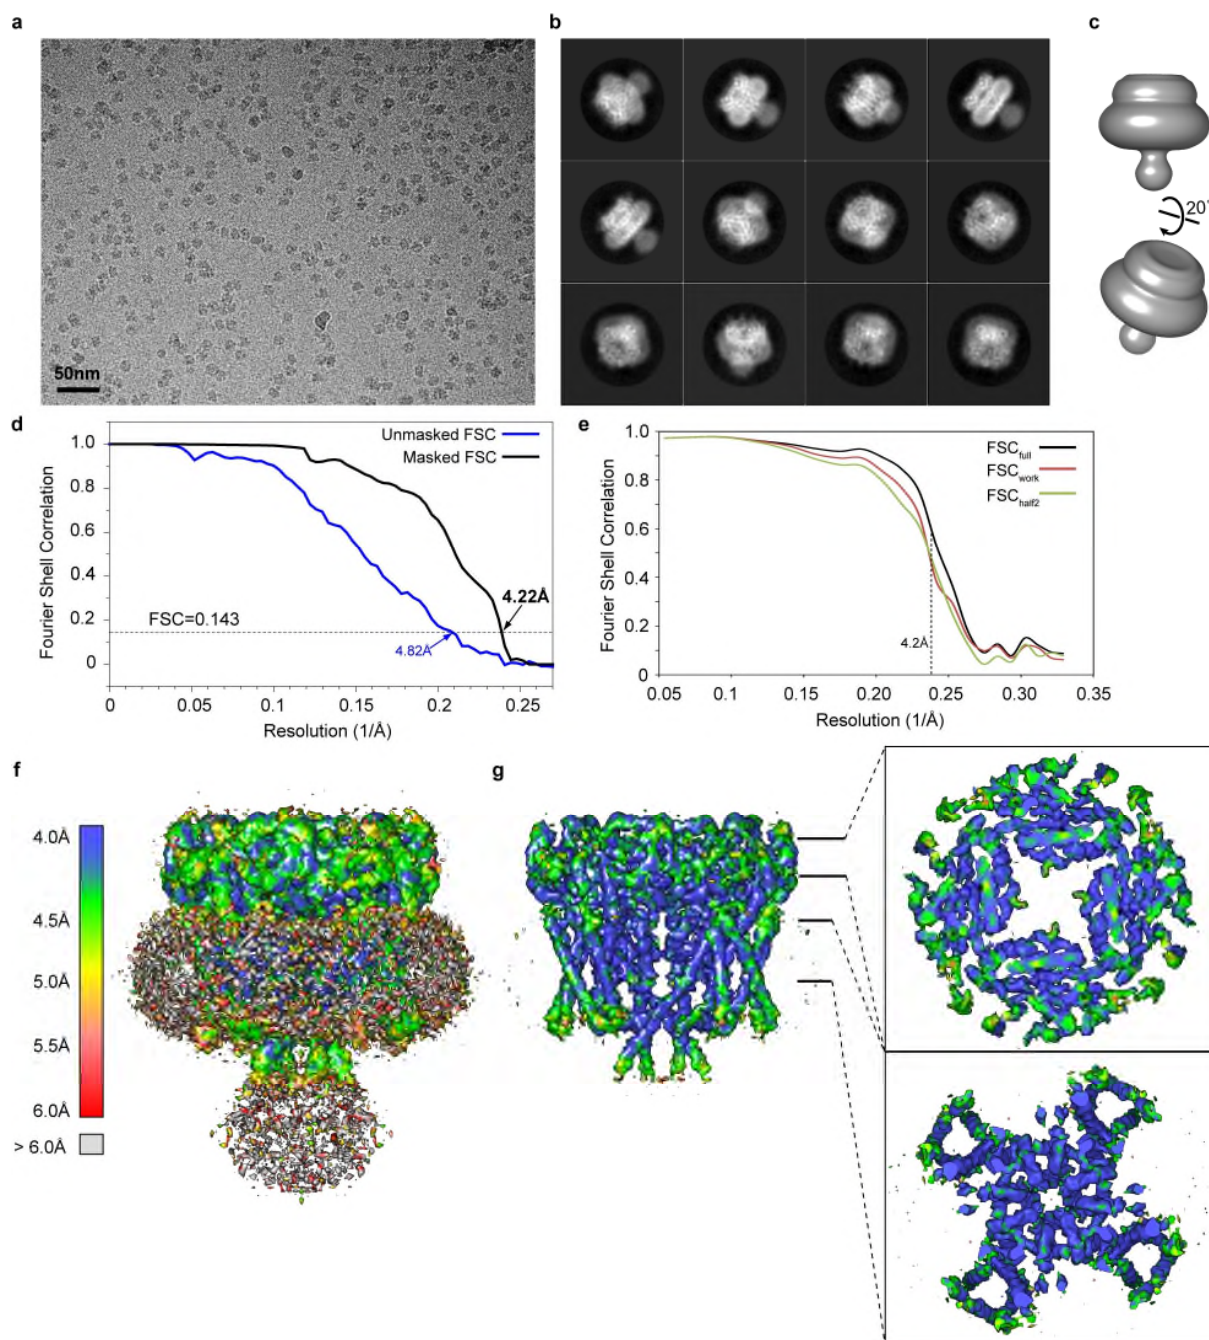 a
50nm
b
c
20°
d
1.0
0.8
0.6
0.4
0.2
0
Fourier Shell Correlation
Unmasked FSC
Masked FSC
FSC=0.143
4.22Å
4.82Å
0
0.05
0.1
0.15
0.2
0.25
Resolution (1/Å)
e
1.0
0.8
0.6
0.4
0.2
0
Fourier Shell Correlation
FSCfull
FSCwork
FSChalf2
4.2Å
0.05
0.1
0.15
0.20
0.25
0.30
0.35
Resolution (1/Å)
f
4.0Å
4.5Å
5.0Å
5.5Å
6.0Å
> 6.0Å
g